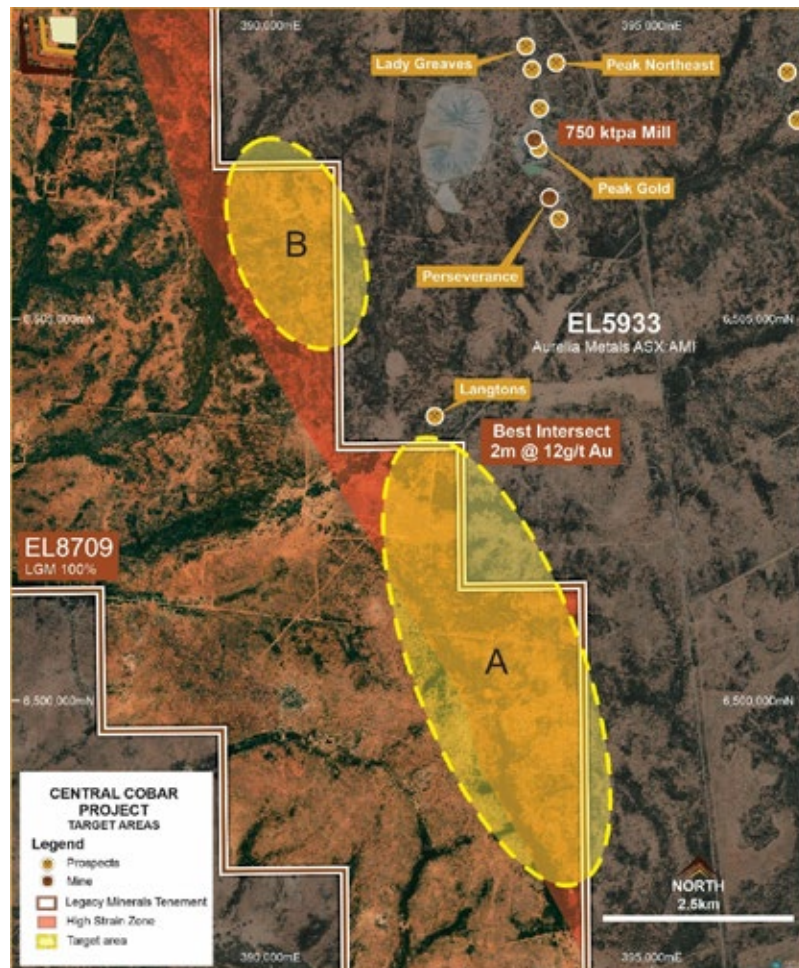 390,000mE
395,000mE
Lady Greaves
Peak Northeast
750 ktpa Mill
Peak Gold
Perseverance
B
6,505,000mN
6,505,000mN
EL5933
Aurelia Metals ASX:AMI
Langtons
Best Intersect
2m @ 12g/t Au
EL8709
LGM 100%
A
6,500,000mN
6,500,000mN
CENTRAL COBAR
PROJECT
TARGET AREAS
Legend
Prospects
Mine
Legacy Minerals Tenement
High Strain Zone
Target area
NORTH
2.5km
390,000mE
395,000mE